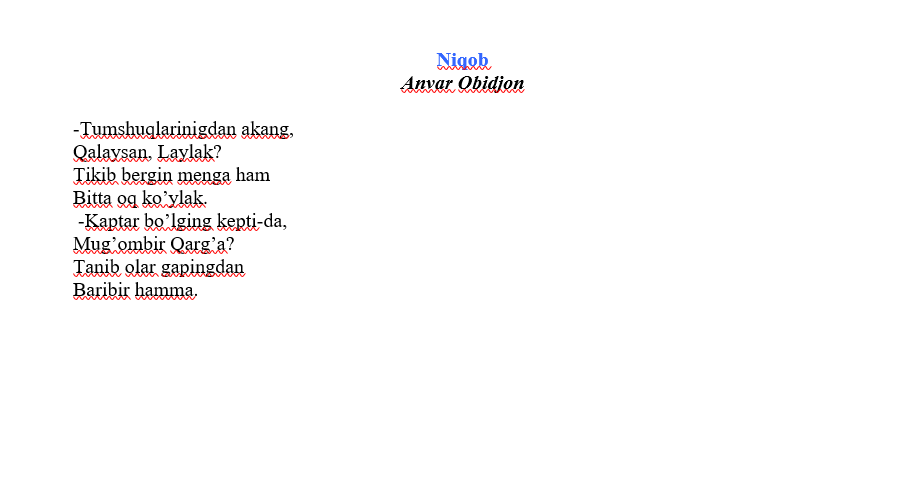 Niqob
Anvar Obidjon
-Tumshuqlarinigdan akang,
Qalaysan, Laylak?
Tikib bergin menga ham
Bitta oq ko’ylak.
-Kaptar bo’lging kepti-da,
Mug’ombir Qarg’a?
Tanib olar gapingdan
Baribir hamma.